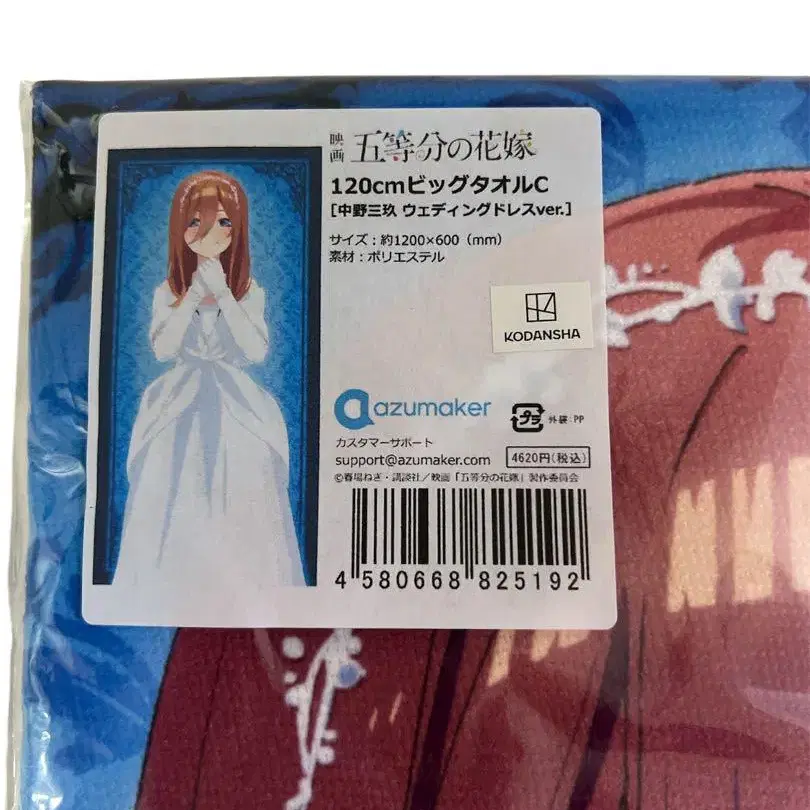 映画 五等分の花嫁
120cmビッグタオルC
[中野三玖 ウェディングドレスver.]
サイズ：約1200×600（mm）
素材：ポリエステル
KODANSHA
azumaker
プラ 外装:PP
カスタマーサポート
support@azumaker.com
4620円(税込)
©春場ねぎ・講談社／映画「五等分の花嫁」製作委員会
4 580668 825192